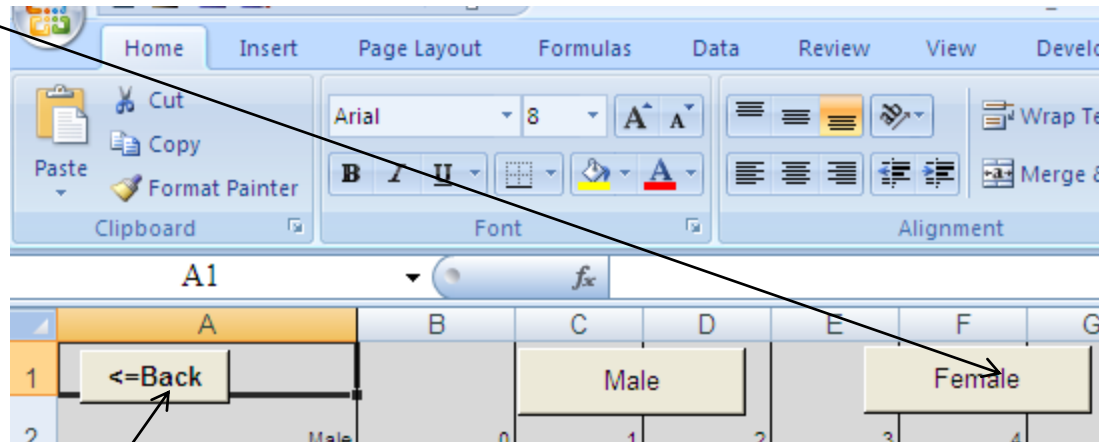 Home Insert Page Layout Formulas Data Review View Develo
Cut
Copy
Paste
Format Painter
Arial 8 A A Wrap Te
B I U A Merge &
Clipboard Font Alignment
A1 fx
A B C D E F G
1 <=Back Male Female
2 Male 0 1 2 3 4